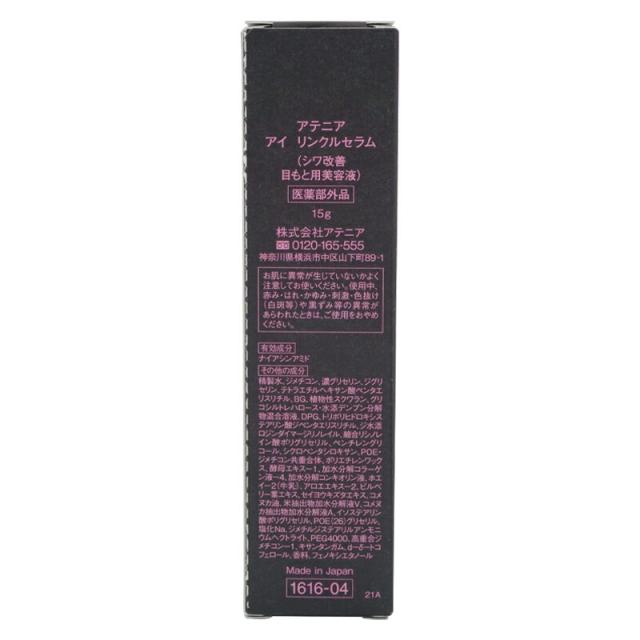 アテニア
アイ リンクルセラム
(シワ改善
目もと用美容液)
医薬部外品
15g
株式会社アテニア
0120-165-555
神奈川県横浜市中区山下町89-1
お肌に異常が生じていないかよく
注意してお使いください。使用中、
赤み・はれ・かゆみ・刺激・色抜け
(白斑等)や黒ずみ等の異常が
あらわれたときは、ご使用をおやめ
ください。
有効成分
ナイアシンアミド
その他の成分
精製水、ジメチコン、濃グリセリン、ジグリ
セリン、テトラエチルヘキサン酸ペンタエ
リスリチル、BG、植物性スクワラン、グリ
コシルトレハロース・水添デンプン分解
物混合溶液、DPG、トリポリヒドロキシス
テアリン酸ジペンタエリスリチル、ジ水添
ロジンダイマージリノレイル、縮合リシノレ
イン酸ポリグリセリル、ペンチレングリ
コール、シクロペンタシロキサン、POE・
ジメチコン共重合体、ポリエチレンワック
ス、酵母エキス-1、加水分解コラーゲ
ン液-4、加水分解コンキオリン液、ホエ
イ-2(牛乳)、アロエエキス-2、ビルベ
リー葉エキス、セイヨウキズタエキス、コメ
ヌカ油、米抽出物加水分解液V、コメヌ
カ抽出物加水分解液A、イソステアリン
酸ポリグリセリル、POE(26)グリセリル、
塩化Na、ジメチルジステアリルアンモニ
ウムヘクトライト、PEG4000、高重合ジ
メチコン-1、キサンタンガム、d-δ-トコ
フェロール、香料、フェノキシエタノール
Made in Japan
1616-04
21A